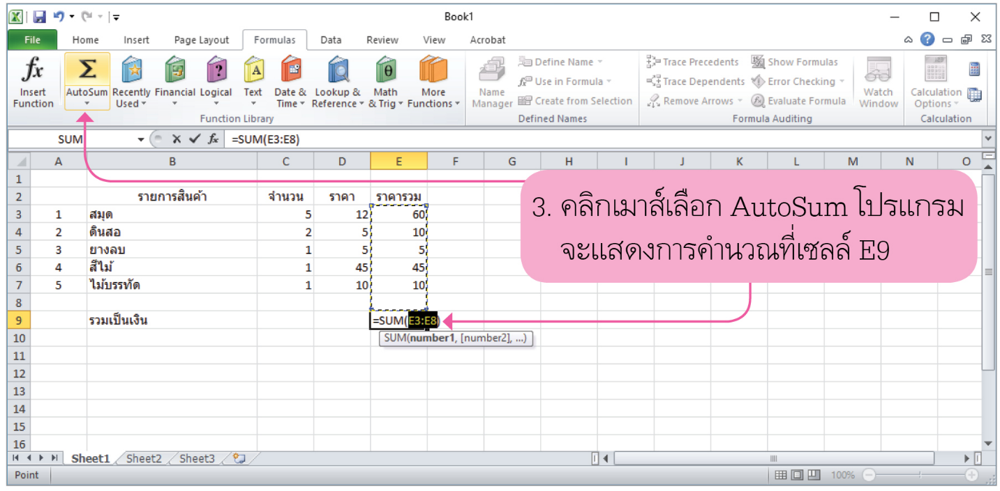 Book1
File Home Insert Page Layout Formulas Data Review View Acrobat
fx Σ ? A θ
Insert Function AutoSum Recently Used Financial Logical Text Date & Time Lookup & Reference Math & Trig More Functions
Function Library
Name Manager Define Name
Use in Formula
Create from Selection
Defined Names
Trace Precedents Show Formulas
Trace Dependents Error Checking
Remove Arrows Evaluate Formula
Watch Window
Formula Auditing
Calculation Options
Calculation
SUM fx =SUM(E3:E8)
A B C D E F G H I J K L M N O
1
2 รายการสินค้า จำนวน ราคา ราคารวม
3 1 สมุด 5 12 60
4 2 ดินสอ 2 5 10
5 3 ยางลบ 1 5 5
6 4 สีไม้ 1 45 45
7 5 ไม้บรรทัด 1 10 10
8
9 รวมเป็นเงิน =SUM(E3:E8)
10 SUM(number1, [number2], ...)
11
12
13
14
15
16
3. คลิกเมาส์เลือก AutoSum โปรแกรม
จะแสดงการคำนวณที่เซลล์ E9
Sheet1 Sheet2 Sheet3
Point 100%